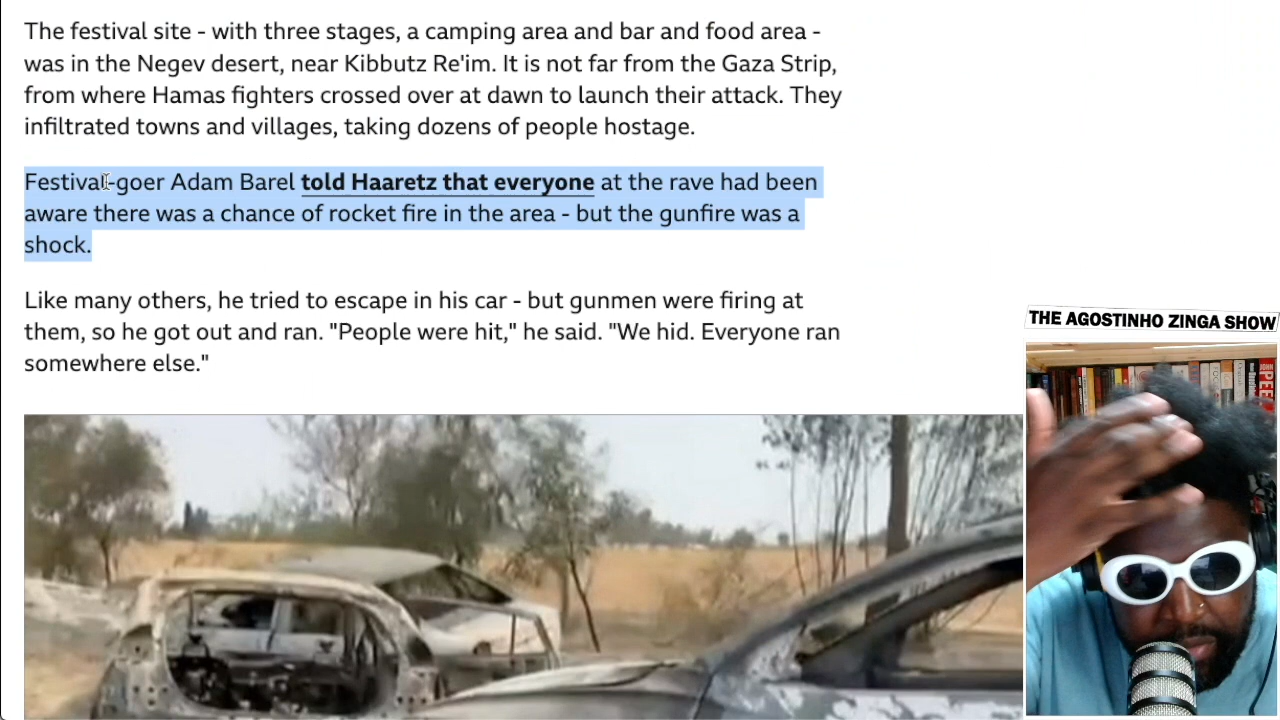 The festival site - with three stages, a camping area and bar and food area -
was in the Negev desert, near Kibbutz Re'im. It is not far from the Gaza Strip,
from where Hamas fighters crossed over at dawn to launch their attack. They
infiltrated towns and villages, taking dozens of people hostage.
Festival-goer Adam Barel told Haaretz that everyone at the rave had been
aware there was a chance of rocket fire in the area - but the gunfire was a
shock.
Like many others, he tried to escape in his car - but gunmen were firing at
them, so he got out and ran. "People were hit," he said. "We hid. Everyone ran
somewhere else."
THE AGOSTINHO ZINGA SHOW